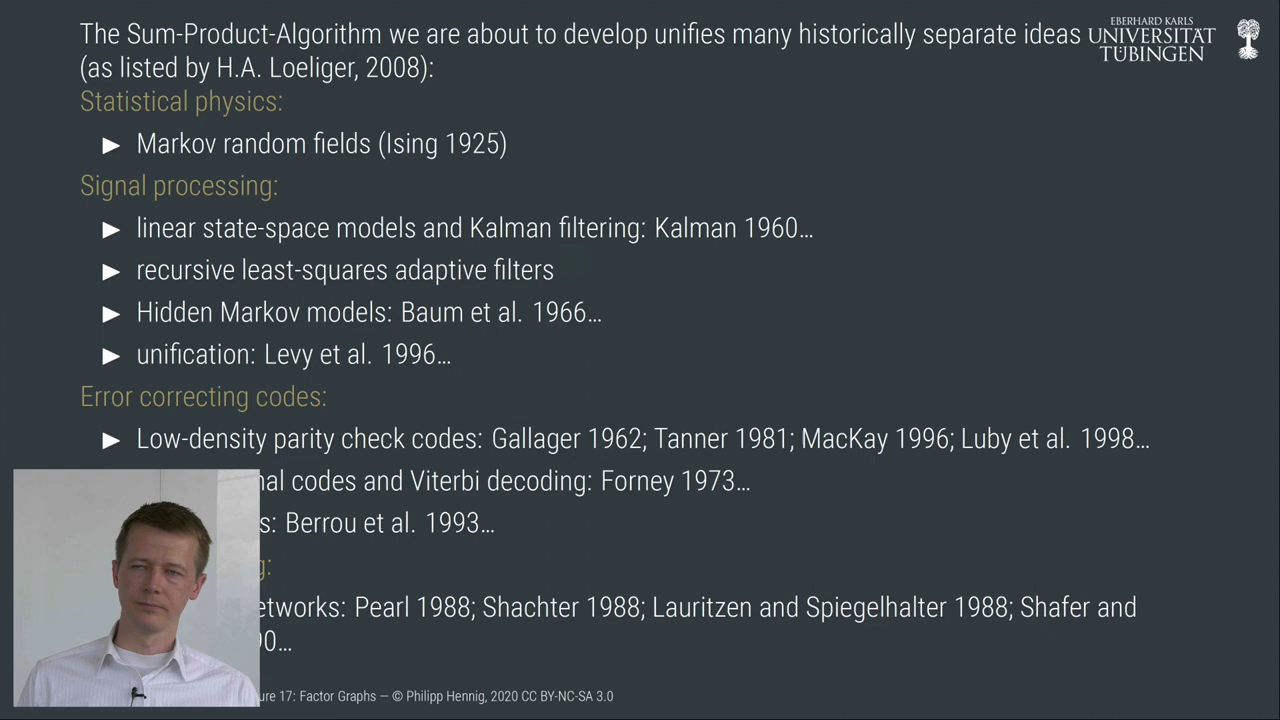 The Sum-Product-Algorithm we are about to develop unifies many historically separate ideas
(as listed by H.A. Loeliger, 2008):
EBERHARD KARLS
UNIVERSITÄT
TÜBINGEN
Statistical physics:
► Markov random fields (Ising 1925)
Signal processing:
► linear state-space models and Kalman filtering: Kalman 1960…
► recursive least-squares adaptive filters
► Hidden Markov models: Baum et al. 1966…
► unification: Levy et al. 1996…
Error correcting codes:
► Low-density parity check codes: Gallager 1962; Tanner 1981; MacKay 1996; Luby et al. 1998…
codes and Viterbi decoding: Forney 1973…
Berrou et al. 1993…
Pearl 1988; Shachter 1988; Lauritzen and Spiegelhalter 1988; Shafer and
17: Factor Graphs — © Philipp Hennig, 2020 CC BY-NC-SA 3.0